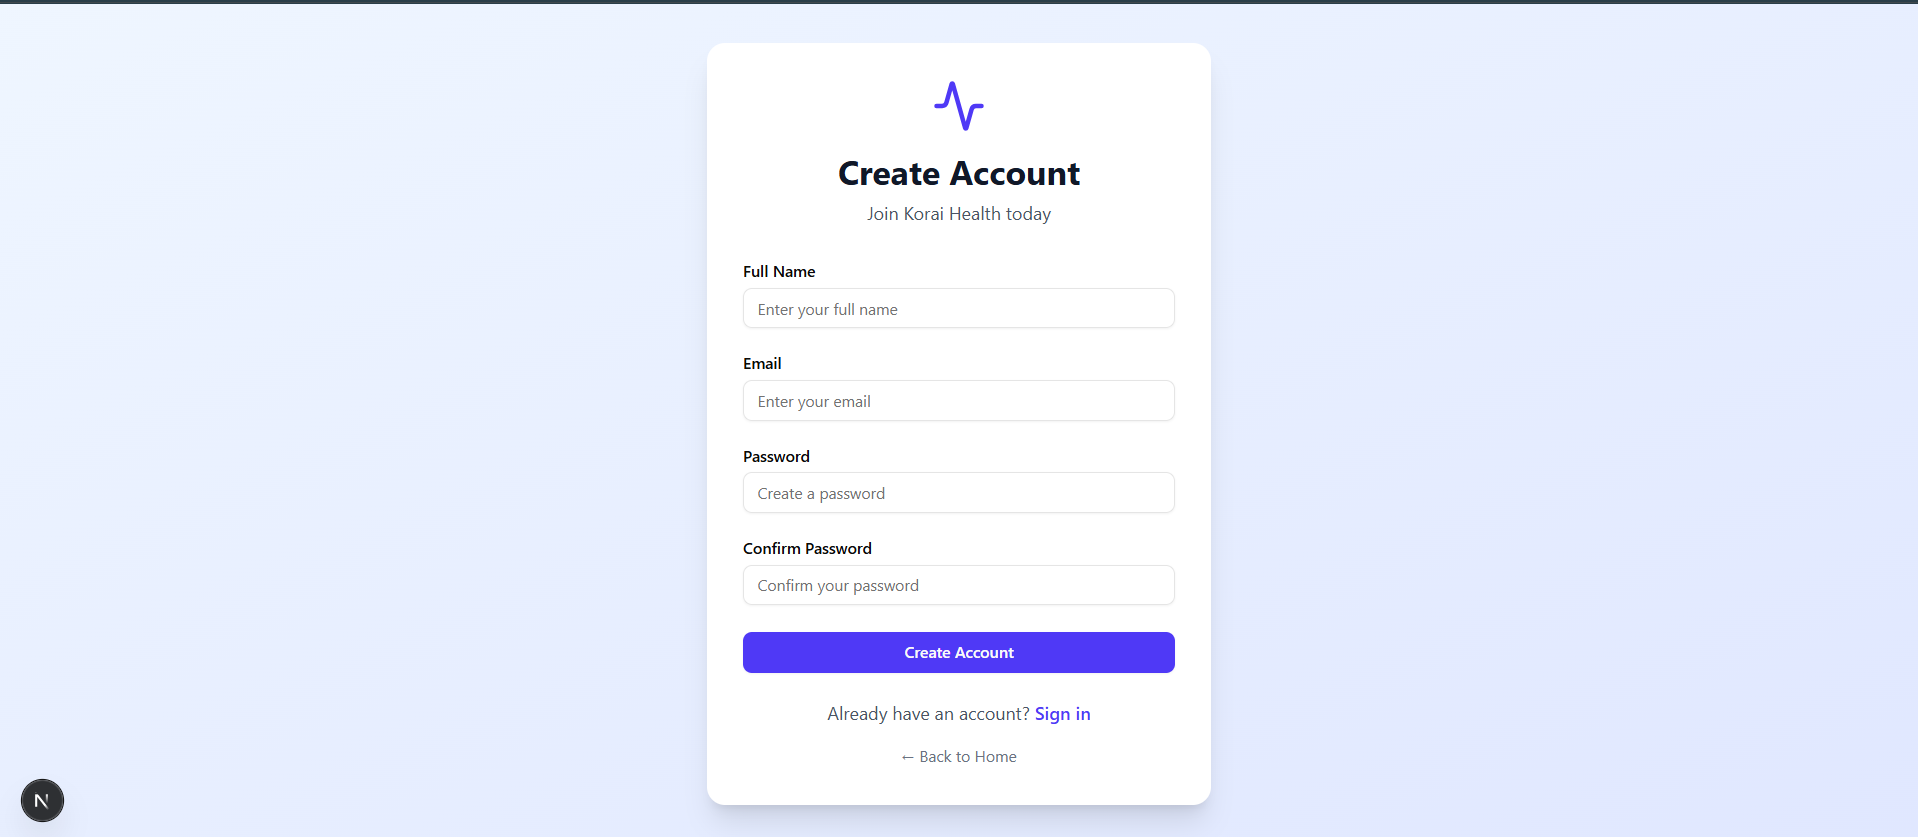 Create Account
Join Korai Health today
Full Name
Enter your full name
Email
Enter your email
Password
Create a password
Confirm Password
Confirm your password
Create Account
Already have an account? Sign in
← Back to Home
N